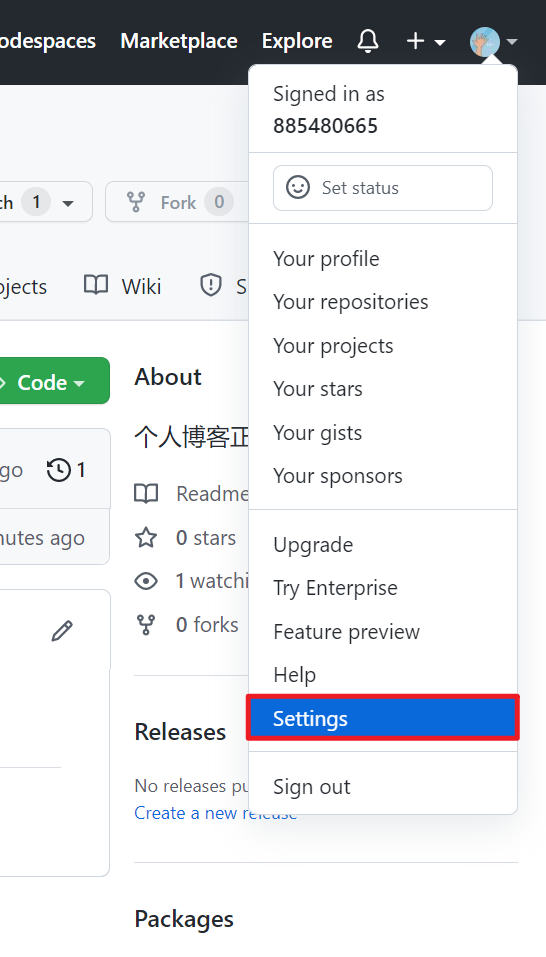 odespaces Marketplace Explore
Signed in as
885480665
Set status
ch 1
Fork 0
Your profile
ojects Wiki S
Your repositories
Your projects
Your stars
Your gists
Your sponsors
Upgrade
Try Enterprise
Feature preview
Help
Settings
Sign out
Code
go 1
nutes ago
About
个人博客正
Readme
0 stars
1 watchi
0 forks
Releases
No releases pu
Create a new release
Packages